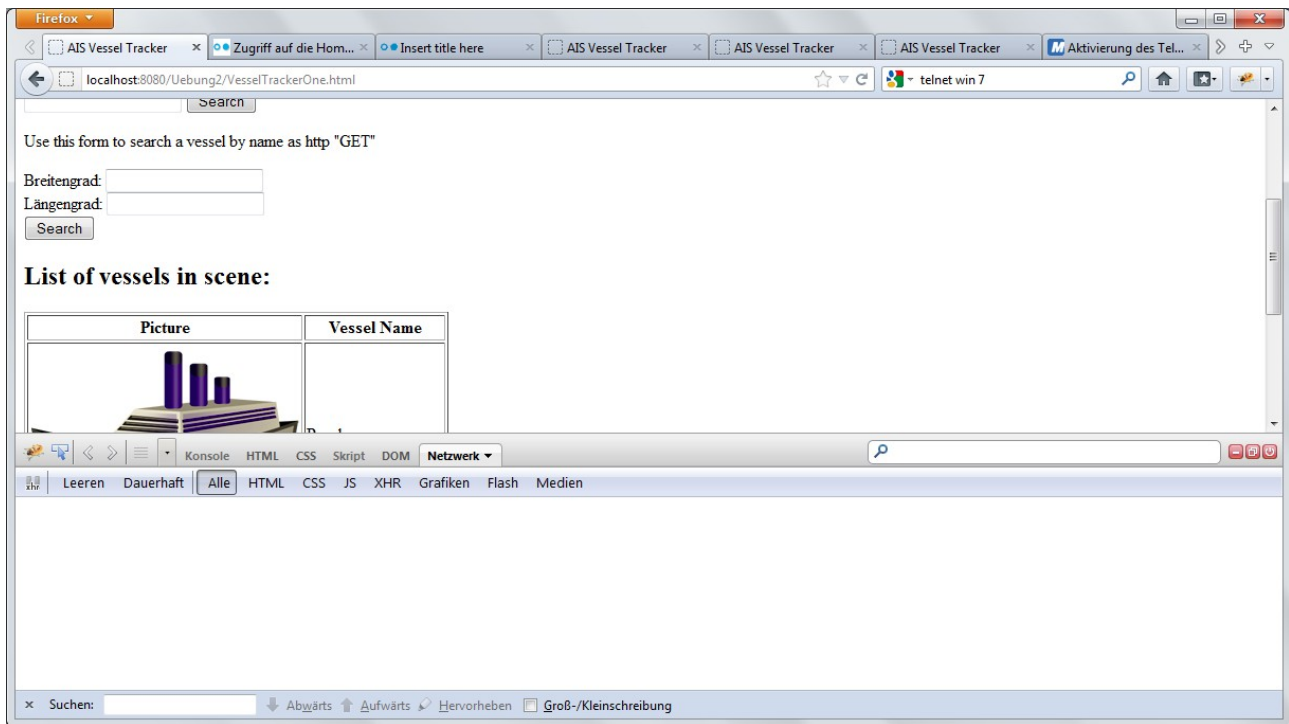 Firefox
AIS Vessel Tracker
Zugriff auf die Hom...
Insert title here
AIS Vessel Tracker
AIS Vessel Tracker
AIS Vessel Tracker
Aktivierung des Tel...
localhost:8080/Uebung2/VesselTrackerOne.html
telnet win 7
Search
Use this form to search a vessel by name as http "GET"
Breitengrad:
Längengrad:
Search
List of vessels in scene:
Picture Vessel Name
Konsole HTML CSS Skript DOM Netzwerk
xhr Leeren Dauerhaft Alle HTML CSS JS XHR Grafiken Flash Medien
Suchen: Abwärts Aufwärts Hervorheben Groß-/Kleinschreibung